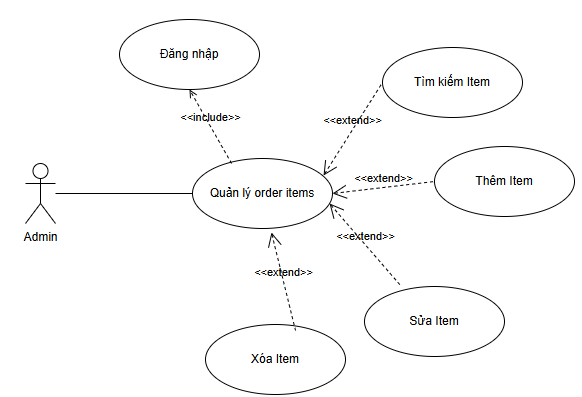 Đăng nhập
Tìm kiếm Item
<<include>>
<<extend>>
<<extend>>
Thêm Item
Quản lý order items
Admin
<<extend>>
<<extend>>
Sửa Item
Xóa Item